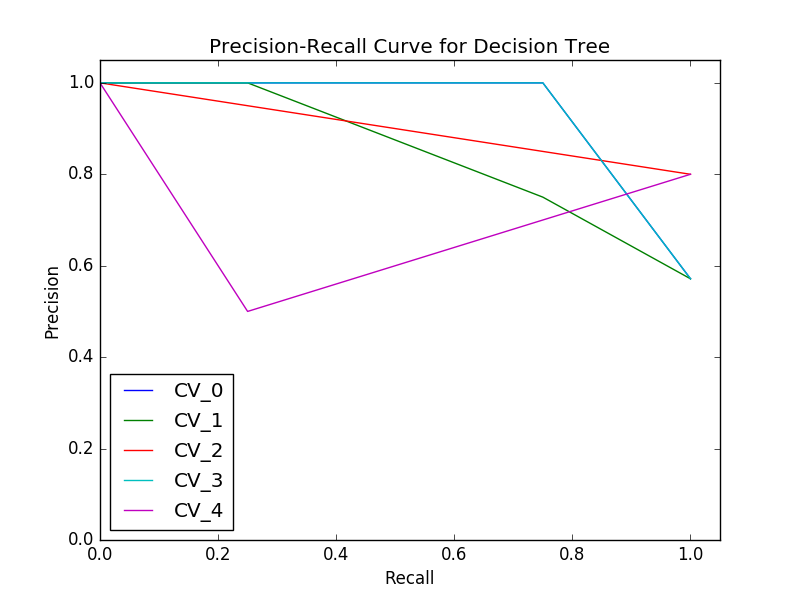 Precision-Recall Curve for Decision Tree
1.0
0.8
0.6
0.4
0.2
0.0
Precision
CV_0
CV_1
CV_2
CV_3
CV_4
0.0 0.2 0.4 0.6 0.8 1.0
Recall